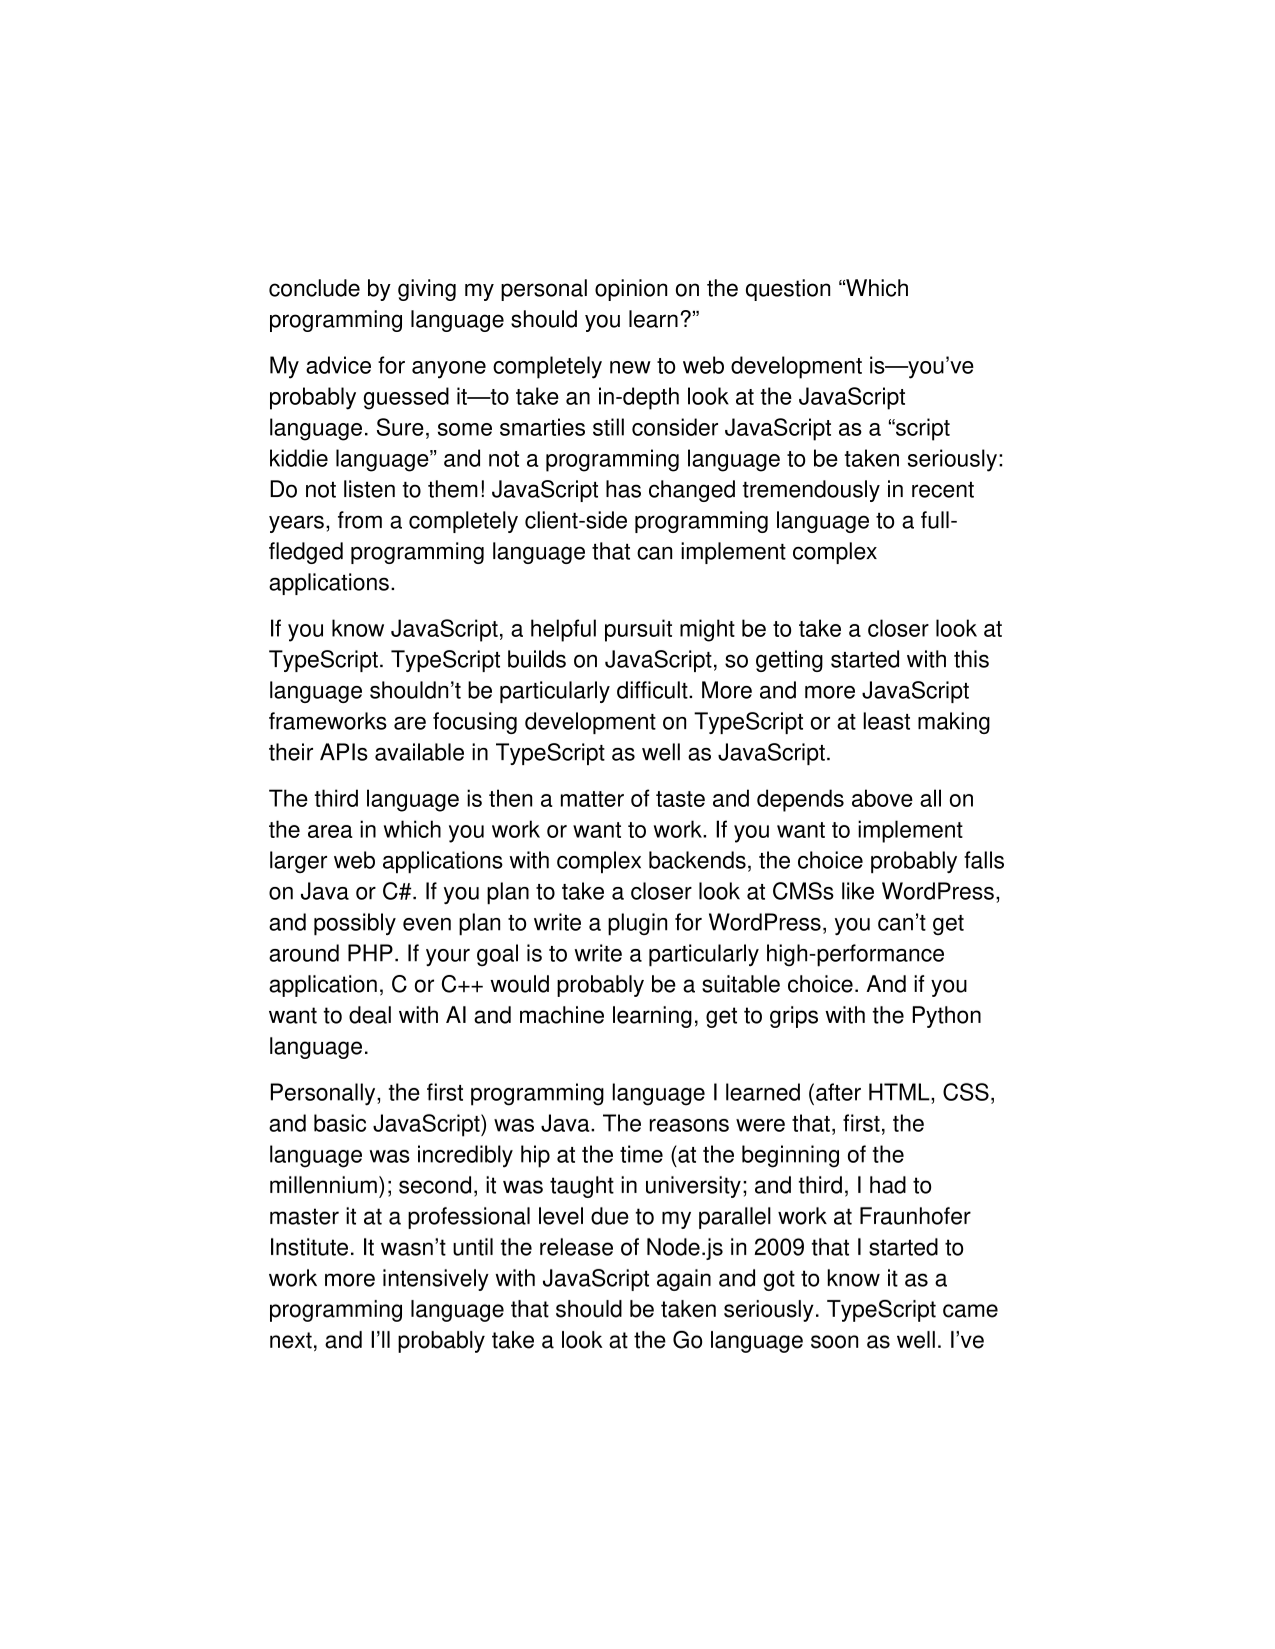 conclude by giving my personal opinion on the question “Which
programming language should you learn?”
My advice for anyone completely new to web development is—you’ve
probably guessed it—to take an in-depth look at the JavaScript
language. Sure, some smarties still consider JavaScript as a “script
kiddie language” and not a programming language to be taken seriously:
Do not listen to them! JavaScript has changed tremendously in recent
years, from a completely client-side programming language to a full-
fledged programming language that can implement complex
applications.
If you know JavaScript, a helpful pursuit might be to take a closer look at
TypeScript. TypeScript builds on JavaScript, so getting started with this
language shouldn’t be particularly difficult. More and more JavaScript
frameworks are focusing development on TypeScript or at least making
their APIs available in TypeScript as well as JavaScript.
The third language is then a matter of taste and depends above all on
the area in which you work or want to work. If you want to implement
larger web applications with complex backends, the choice probably falls
on Java or C#. If you plan to take a closer look at CMSs like WordPress,
and possibly even plan to write a plugin for WordPress, you can’t get
around PHP. If your goal is to write a particularly high-performance
application, C or C++ would probably be a suitable choice. And if you
want to deal with AI and machine learning, get to grips with the Python
language.
Personally, the first programming language I learned (after HTML, CSS,
and basic JavaScript) was Java. The reasons were that, first, the
language was incredibly hip at the time (at the beginning of the
millennium); second, it was taught in university; and third, I had to
master it at a professional level due to my parallel work at Fraunhofer
Institute. It wasn’t until the release of Node.js in 2009 that I started to
work more intensively with JavaScript again and got to know it as a
programming language that should be taken seriously. TypeScript came
next, and I’ll probably take a look at the Go language soon as well. I’ve